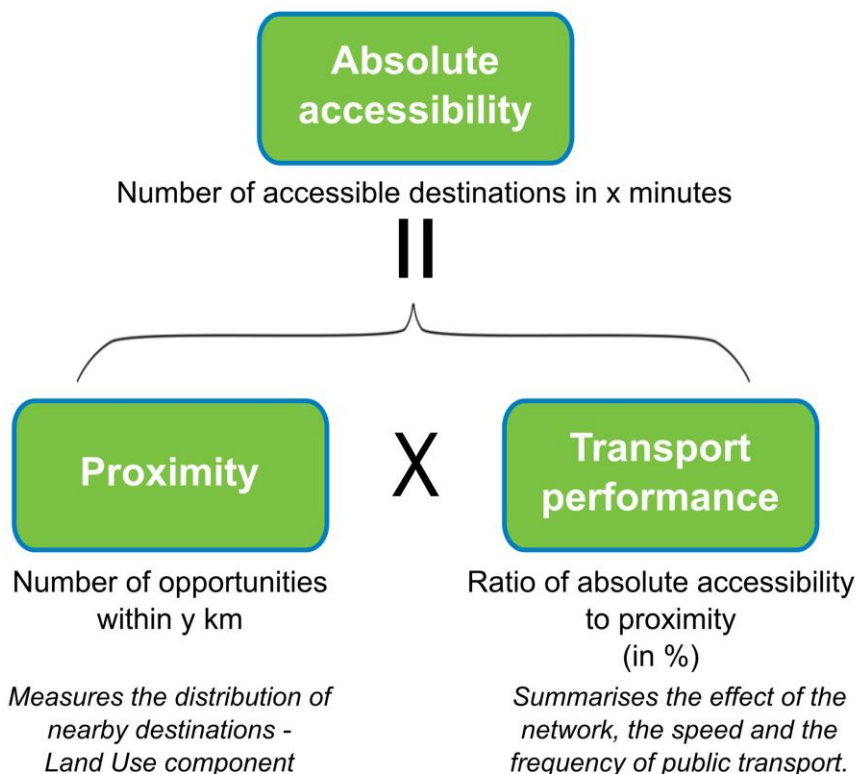 Absolute
accessibility
Number of accessible destinations in x minutes
=
Proximity
X
Transport
performance
Number of opportunities
within y km
Ratio of absolute accessibility
to proximity
(in %)
Measures the distribution of
nearby destinations -
Land Use component
Summarises the effect of the
network, the speed and the
frequency of public transport.